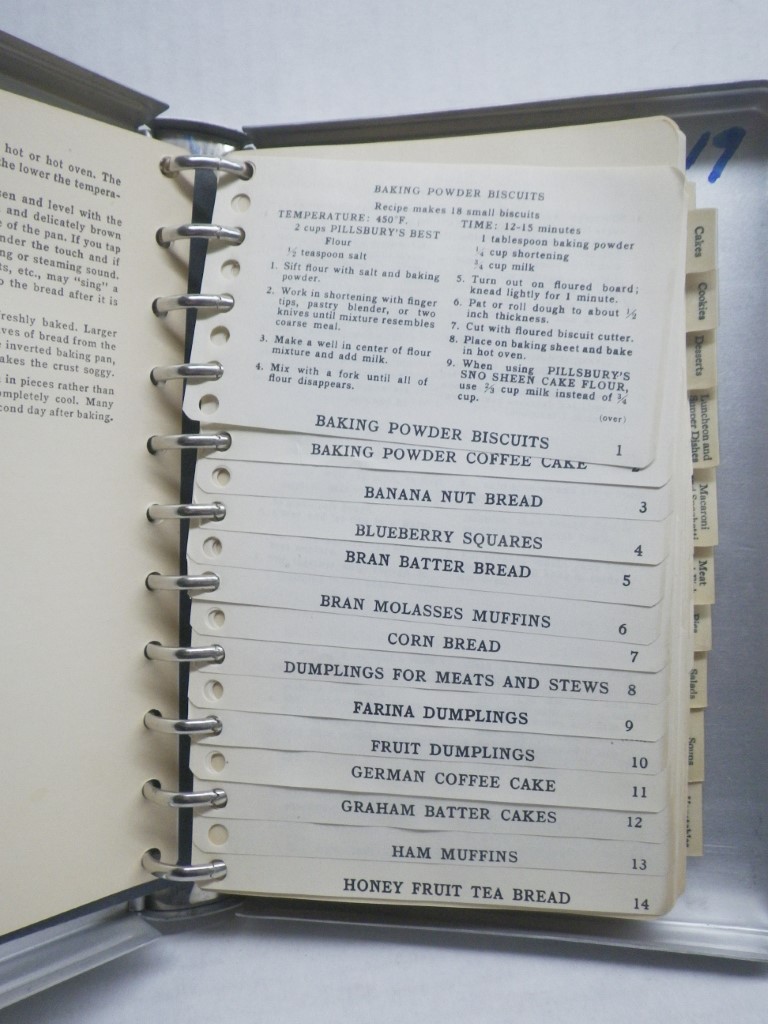 hot or hot oven. The
the lower the tempera-
en and level with the
and delicately brown
of the pan. If you tap
nder the touch and if
ng or steaming sound.
ts, etc., may "sing" a
o the bread after it is
reshly baked. Larger
ves of bread from the
inverted baking pan,
akes the crust soggy.
in pieces rather than
mpletely cool. Many
cond day after baking.
19
BAKING POWDER BISCUITS
Recipe makes 18 small biscuits
TEMPERATURE: 450°F.
2 cups PILLSBURY'S BEST
Flour
½ teaspoon salt
1. Sift flour with salt and baking
powder.
2. Work in shortening with finger
tips, pastry blender, or two
knives until mixture resembles
coarse meal.
3. Make a well in center of flour
mixture and add milk.
4. Mix with a fork until all of
flour disappears.
TIME: 12-15 minutes
1 tablespoon baking powder
¼ cup shortening
¾ cup milk
5. Turn out on floured board;
knead lightly for 1 minute.
6. Pat or roll dough to about ½
inch thickness.
7. Cut with floured biscuit cutter.
8. Place on baking sheet and bake
in hot oven.
9. When using PILLSBURY'S
SNO SHEEN CAKE FLOUR,
use ⅔ cup milk instead of ¾
cup.
(over)
BAKING POWDER BISCUITS 1
BAKING POWDER COFFEE CAKE
BANANA NUT BREAD 3
BLUEBERRY SQUARES 4
BRAN BATTER BREAD 5
BRAN MOLASSES MUFFINS 6
CORN BREAD 7
DUMPLINGS FOR MEATS AND STEWS 8
FARINA DUMPLINGS 9
FRUIT DUMPLINGS 10
GERMAN COFFEE CAKE 11
GRAHAM BATTER CAKES 12
HAM MUFFINS 13
HONEY FRUIT TEA BREAD 14
Cakes
Cookies
Desserts
Luncheon and
Supper Dishes
Macaroni
Meat
Pies
Salads
Soups